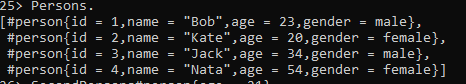 25> Persons.
[#person{id = 1,name = "Bob",age = 23,gender = male},
 #person{id = 2,name = "Kate",age = 20,gender = female},
 #person{id = 3,name = "Jack",age = 34,gender = male},
 #person{id = 4,name = "Nata",age = 54,gender = female}]